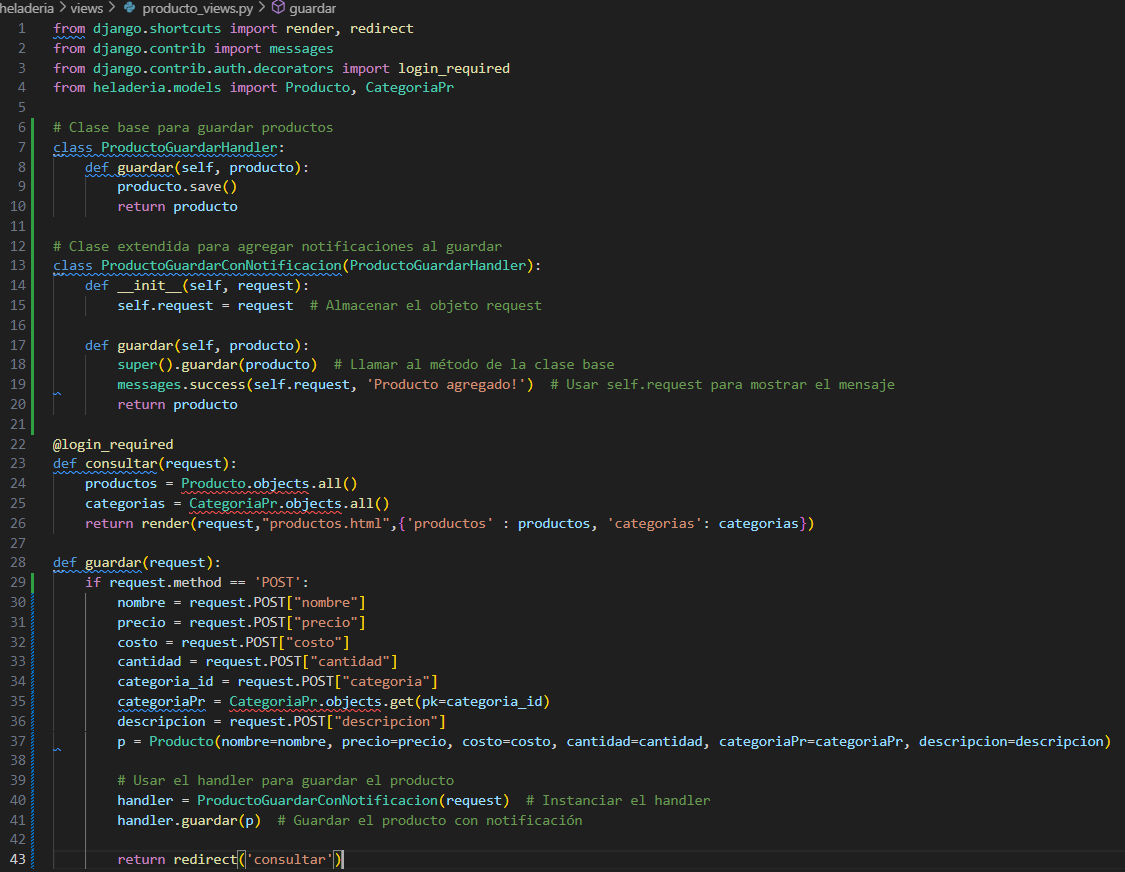 heladeria > views > producto_views.py > guardar
1 from django.shortcuts import render, redirect
2 from django.contrib import messages
3 from django.contrib.auth.decorators import login_required
4 from heladeria.models import Producto, CategoriaPr
5
6 # Clase base para guardar productos
7 class ProductoGuardarHandler:
8     def guardar(self, producto):
9         producto.save()
10         return producto
11
12 # Clase extendida para agregar notificaciones al guardar
13 class ProductoGuardarConNotificacion(ProductoGuardarHandler):
14     def __init__(self, request):
15         self.request = request  # Almacenar el objeto request
16
17     def guardar(self, producto):
18         super().guardar(producto)  # Llamar al método de la clase base
19         messages.success(self.request, 'Producto agregado!')  # Usar self.request para mostrar el mensaje
20         return producto
21
22 @login_required
23 def consultar(request):
24     productos = Producto.objects.all()
25     categorias = CategoriaPr.objects.all()
26     return render(request,"productos.html",{'productos' : productos, 'categorias': categorias})
27
28 def guardar(request):
29     if request.method == 'POST':
30         nombre = request.POST["nombre"]
31         precio = request.POST["precio"]
32         costo = request.POST["costo"]
33         cantidad = request.POST["cantidad"]
34         categoria_id = request.POST["categoria"]
35         categoriaPr = CategoriaPr.objects.get(pk=categoria_id)
36         descripcion = request.POST["descripcion"]
37         p = Producto(nombre=nombre, precio=precio, costo=costo, cantidad=cantidad, categoriaPr=categoriaPr, descripcion=descripcion)
38
39         # Usar el handler para guardar el producto
40         handler = ProductoGuardarConNotificacion(request)  # Instanciar el handler
41         handler.guardar(p)  # Guardar el producto con notificación
42
43         return redirect('consultar')